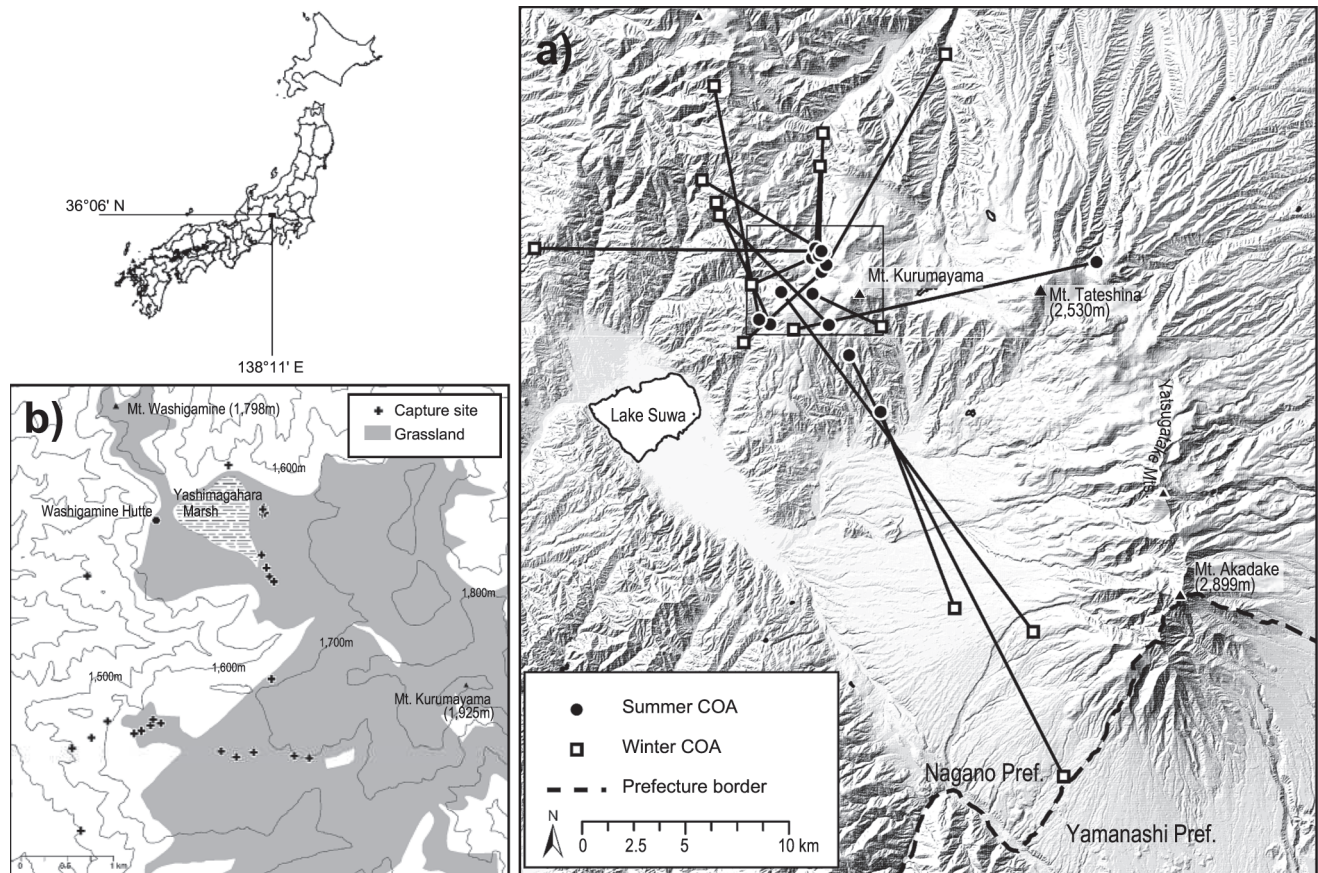 36°06' N
138°11' E
a)
Mt. Kurumayama
Mt. Tateshina
(2,530m)
Lake Suwa
Yatsugatake Mts.
Mt. Akadake
(2,899m)
Summer COA
Winter COA
Prefecture border
N
0 2.5 5 10 km
Nagano Pref.
Yamanashi Pref.
b)
Mt. Washigamine (1,798m)
Capture site
Grassland
1,600m
Yashimagahara
Marsh
Washigamine Hutte
1,800m
1,700m
1,600m
1,500m
Mt. Kurumayama
(1,925m)
0 0.5 1 km